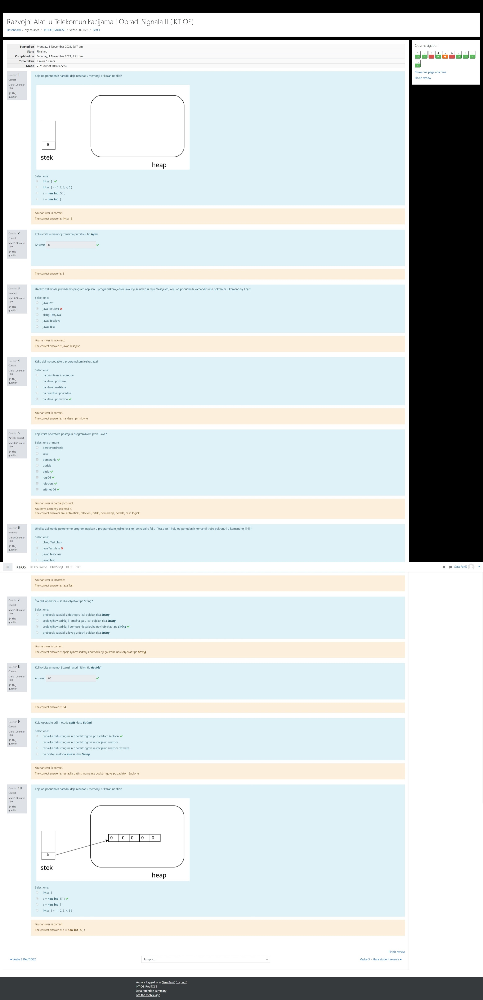 Razvojni Alati u Telekomunikacijama i Obradi Signala II (IKTIOS)
Dashboard / My courses / IKTIOS_RAuTOS2 / Vežbe 2021/22 / Test 1
Started on Monday, 1 November 2021, 2:17 pm
State Finished
Completed on Monday, 1 November 2021, 2:21 pm
Time taken 4 mins 15 secs
Grade 7.71 out of 10.00 (77%)
Quiz navigation
1 2 3 4 5 6 7 8 9
10
Show one page at a time
Finish review
Question 1
Correct
Mark 1.00 out of
1.00
Flag
question
Koja od ponuđenih naredbi daje rezultat u memoriji prikazan na slici?
a
stek
heap
Select one:
int a [ ] ;
int a [ ] = { 1, 2, 3, 4, 5 } ;
a = new int [ 5 ] ;
a = new int [ ] ;
Your answer is correct.
The correct answer is: int a [ ] ;
Question 2
Correct
Mark 1.00 out of
1.00
Flag
question
Koliko bita u memoriji zauzima primitivni tip byte?
Answer: 8
The correct answer is: 8
Question 3
Incorrect
Mark 0.00 out of
1.00
Flag
question
Ukoliko želimo da prevedemo program napisan u programskom jeziku Java koji se nalazi u fajlu "Test.java", koju od ponuđenih komandi treba pokrenuti u komandnoj liniji?
Select one:
java Test
java Test.java
clang Test.java
javac Test.java
javac Test
Your answer is incorrect.
The correct answer is: javac Test.java
Question 4
Correct
Mark 1.00 out of
1.00
Flag
question
Kako delimo podatke u programskom jeziku Java?
Select one:
na primitivne i napredne
na klase i potklase
na klase i nadklase
na direktne i posredne
na klase i primitivne
Your answer is correct.
The correct answer is: na klase i primitivne
Question 5
Partially correct
Mark 0.71 out of
1.00
Flag
question
Koje vrste operatora postoje u programskom jeziku Java?
Select one or more:
dereferenciranje
cast
pomeranje
dodela
bitski
logički
relacioni
aritmetički
Your answer is partially correct.
You have correctly selected 5.
The correct answers are: aritmetički, relacioni, bitski, pomeranje, dodela, cast, logički
Question 6
Incorrect
Mark 0.00 out of
1.00
Flag
question
Ukoliko želimo da pokrenemo program napisan u programskom jeziku Java koji se nalazi u fajlu "Test.class", koju od ponuđenih komandi treba pokrenuti u komandnoj liniji?
Select one:
clang Test.class
java Test.class
javac Test.class
javac Test
KTiOS KTiOS Promo KTiOS Sajt DEET NKT Sara Panić
Your answer is incorrect.
The correct answer is: java Test
Question 7
Correct
Mark 1.00 out of
1.00
Flag
question
Šta radi operator + sa dva objetka tipa String?
Select one:
prebacuje sadržaj iz desnog u levi objekat tipa String
spaja njihov sadržaj i i smešta ga u levi objekat tipa String
spaja njihov sadržaj i pomoću njega kreira novi objekat tipa String
prebacuje sadržaj iz levog u desni objekat tipa String
Your answer is correct.
The correct answer is: spaja njihov sadržaj i pomoću njega kreira novi objekat tipa String
Question 8
Correct
Mark 1.00 out of
1.00
Flag
question
Koliko bita u memoriji zauzima primitivni tip double?
Answer: 64
The correct answer is: 64
Question 9
Correct
Mark 1.00 out of
1.00
Flag
question
Koju operaciju vrši metoda split klase String?
Select one:
rastavlja dati string na niz podstringova po zadatom šablonu
rastavlja dati string na niz podstringova rastavljenih znakom :
rastavlja dati string na niz podstringova rastavljenih znakom razmaka
ne postoji metoda split u klasi String
Your answer is correct.
The correct answer is: rastavlja dati string na niz podstringova po zadatom šablonu
Question 10
Correct
Mark 1.00 out of
1.00
Flag
question
Koja od ponuđenih naredbi daje rezultat u memoriji prikazan na slici?
0 0 0 0 0
a
stek
heap
Select one:
int a [ ] ;
a = new int [ 5 ] ;
a = new int [ ] ;
int a [ ] = { 1, 2, 3, 4, 5 } ;
Your answer is correct.
The correct answer is: a = new int [ 5 ] ;
Finish review
◄ Vezbe 2 RAuTiOS2
Jump to...
Vezbe 3 - Klasa student resenje ►
You are logged in as Sara Panić (Log out)
IKTIOS_RAuTOS2
Data retention summary
Get the mobile app